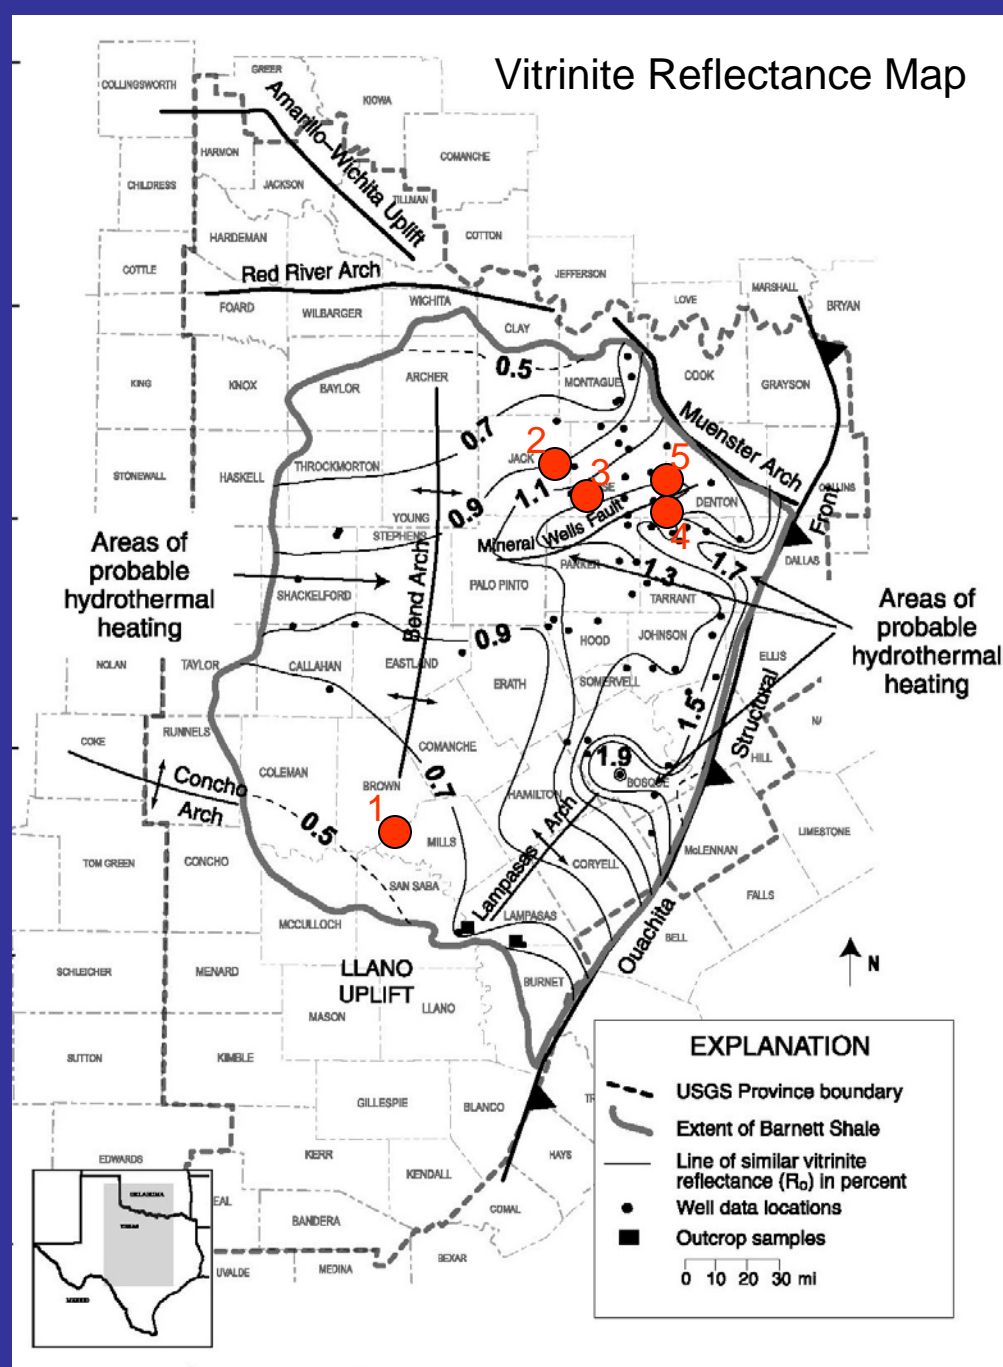 Vitrinite Reflectance Map
GREER
COLLINGSWORTH
KIOWA
Amarillo–Wichita Uplift
HARMON
COMANCHE
CHILDRESS
JACKSON
TILLMAN
HARDEMAN
COTTON
COTTLE
Red River Arch
JEFFERSON
MARSHALL
BRYAN
LOVE
FOARD
WILBARGER
WICHITA
CLAY
0.5
KING
KNOX
BAYLOR
ARCHER
MONTAGUE
COOK
GRAYSON
0.7
Muenster Arch
2
5
STONEWALL
HASKELL
THROCKMORTON
JACK
3
1.1
SE
DENTON
COLLINS
0.9
YOUNG
4
Front
Mineral Wells Fault
STEPHENS
Areas of
probable
hydrothermal
heating
1.7
DALLAS
PARKER
1.3
PALO PINTO
SHACKELFORD
TARRANT
Bend Arch
Areas of
probable
hydrothermal
heating
0.9
HOOD
JOHNSON
ELLIS
NOLAN
TAYLOR
CALLAHAN
EASTLAND
ERATH
SOMERVELL
1.5
Structural
NA
COKE
RUNNELS
COMANCHE
HILL
1.9
BOSQUE
Concho
Arch
COLEMAN
BROWN
0.7
HAMILTON
1
0.5
MILLS
Lampasas Arch
LIMESTONE
TOM GREEN
CONCHO
CORYELL
McLENNAN
SAN SABA
FALLS
MCCULLOCH
LAMPASAS
Ouachita
BELL
SCHLEICHER
MENARD
LLANO
UPLIFT
BURNET
N
MASON
LLANO
SUTTON
KIMBLE
GILLESPIE
BLANCO
TR
EDWARDS
KERR
KENDALL
HAYS
EAL
BANDERA
COMAL
UVALDE
MEDINA
BEXAR
OKLAHOMA
TEXAS
MEXICO
EXPLANATION
USGS Province boundary
Extent of Barnett Shale
Line of similar vitrinite
reflectance (Ro) in percent
Well data locations
Outcrop samples
0 10 20 30 mi